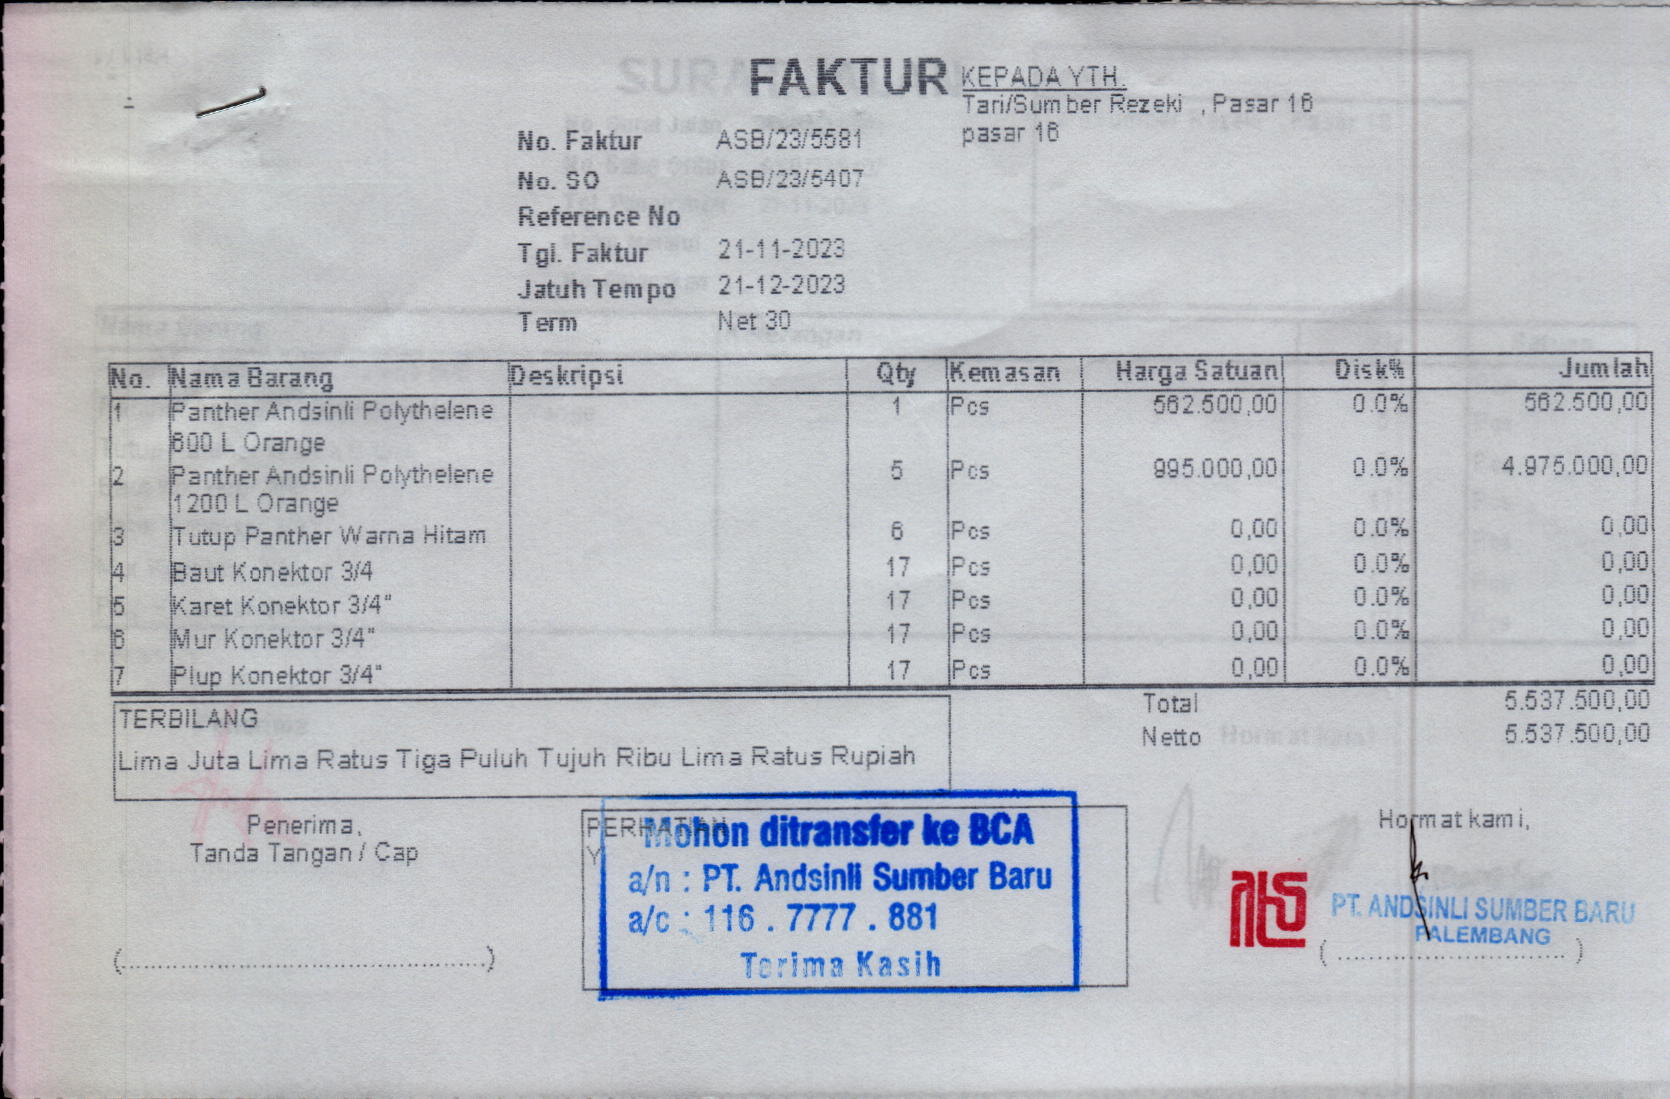 FAKTUR
KEPADA YTH.
Tari/Sumber Rezeki , Pasar 16
pasar 16
No. Faktur ASB/23/5581
No. SO ASB/23/5407
Reference No
Tgl. Faktur 21-11-2023
Jatuh Tempo 21-12-2023
Term Net 30
No. Nama Barang Deskripsi Qty Kemasan Harga Satuan Disk% Jumlah
1 Panther Andsinli Polythelene 1 Pcs 562.500,00 0.0% 562.500,00
600 L Orange
2 Panther Andsinli Polythelene 5 Pcs 995.000,00 0.0% 4.975.000,00
1200 L Orange
3 Tutup Panther Warna Hitam 6 Pcs 0,00 0.0% 0,00
4 Baut Konektor 3/4 17 Pcs 0,00 0.0% 0,00
5 Karet Konektor 3/4" 17 Pcs 0,00 0.0% 0,00
6 Mur Konektor 3/4" 17 Pcs 0,00 0.0% 0,00
7 Plup Konektor 3/4" 17 Pcs 0,00 0.0% 0,00
Total 5.537.500,00
Netto 5.537.500,00
TERBILANG
Lima Juta Lima Ratus Tiga Puluh Tujuh Ribu Lima Ratus Rupiah
Penerima,
Tanda Tangan / Cap
(...........................................)
PERHATIAN
Y
Mohon ditransfer ke BCA
a/n : PT. Andsinli Sumber Baru
a/c : 116 . 7777 . 881
Terima Kasih
Hormat kami,
PT. ANDSINLI SUMBER BARU
PALEMBANG
( ............................ )